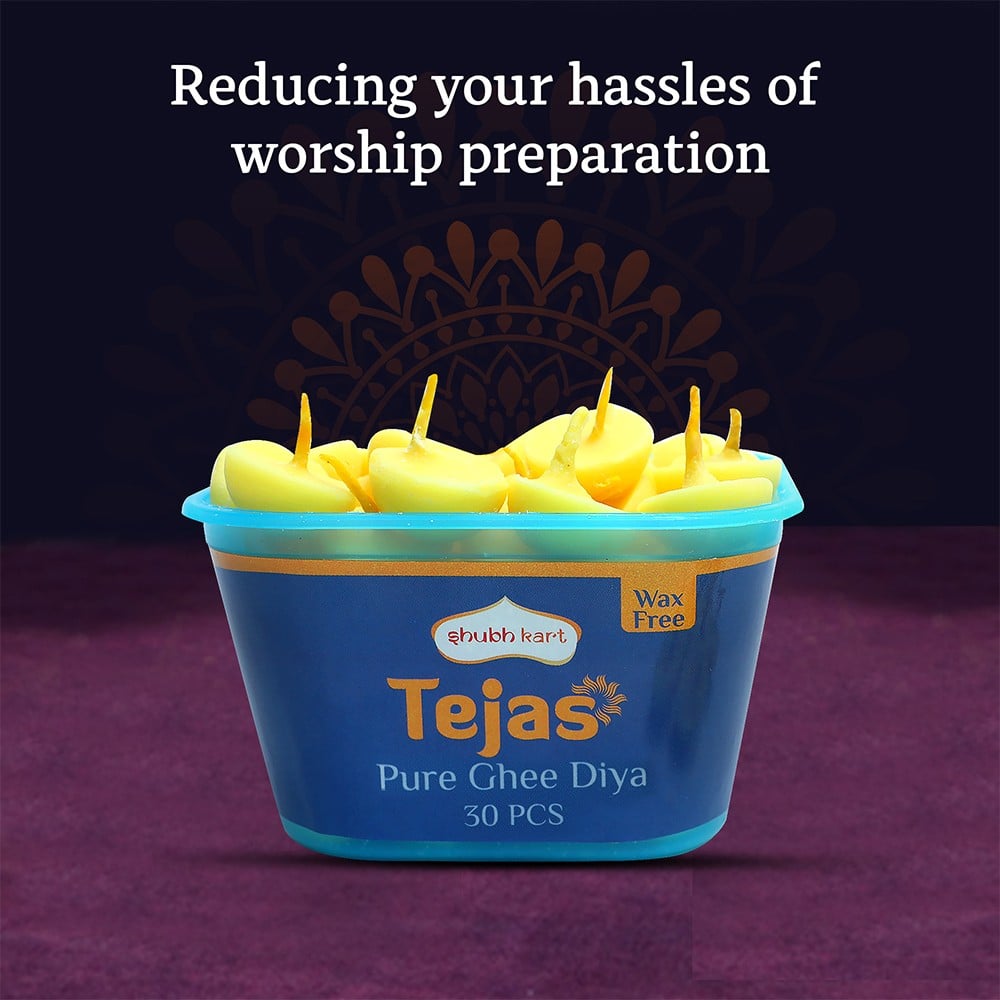 Reducing your hassles of
worship preparation
Wax
Free
shubh kart
Tejas
Pure Ghee Diya
30 PCS